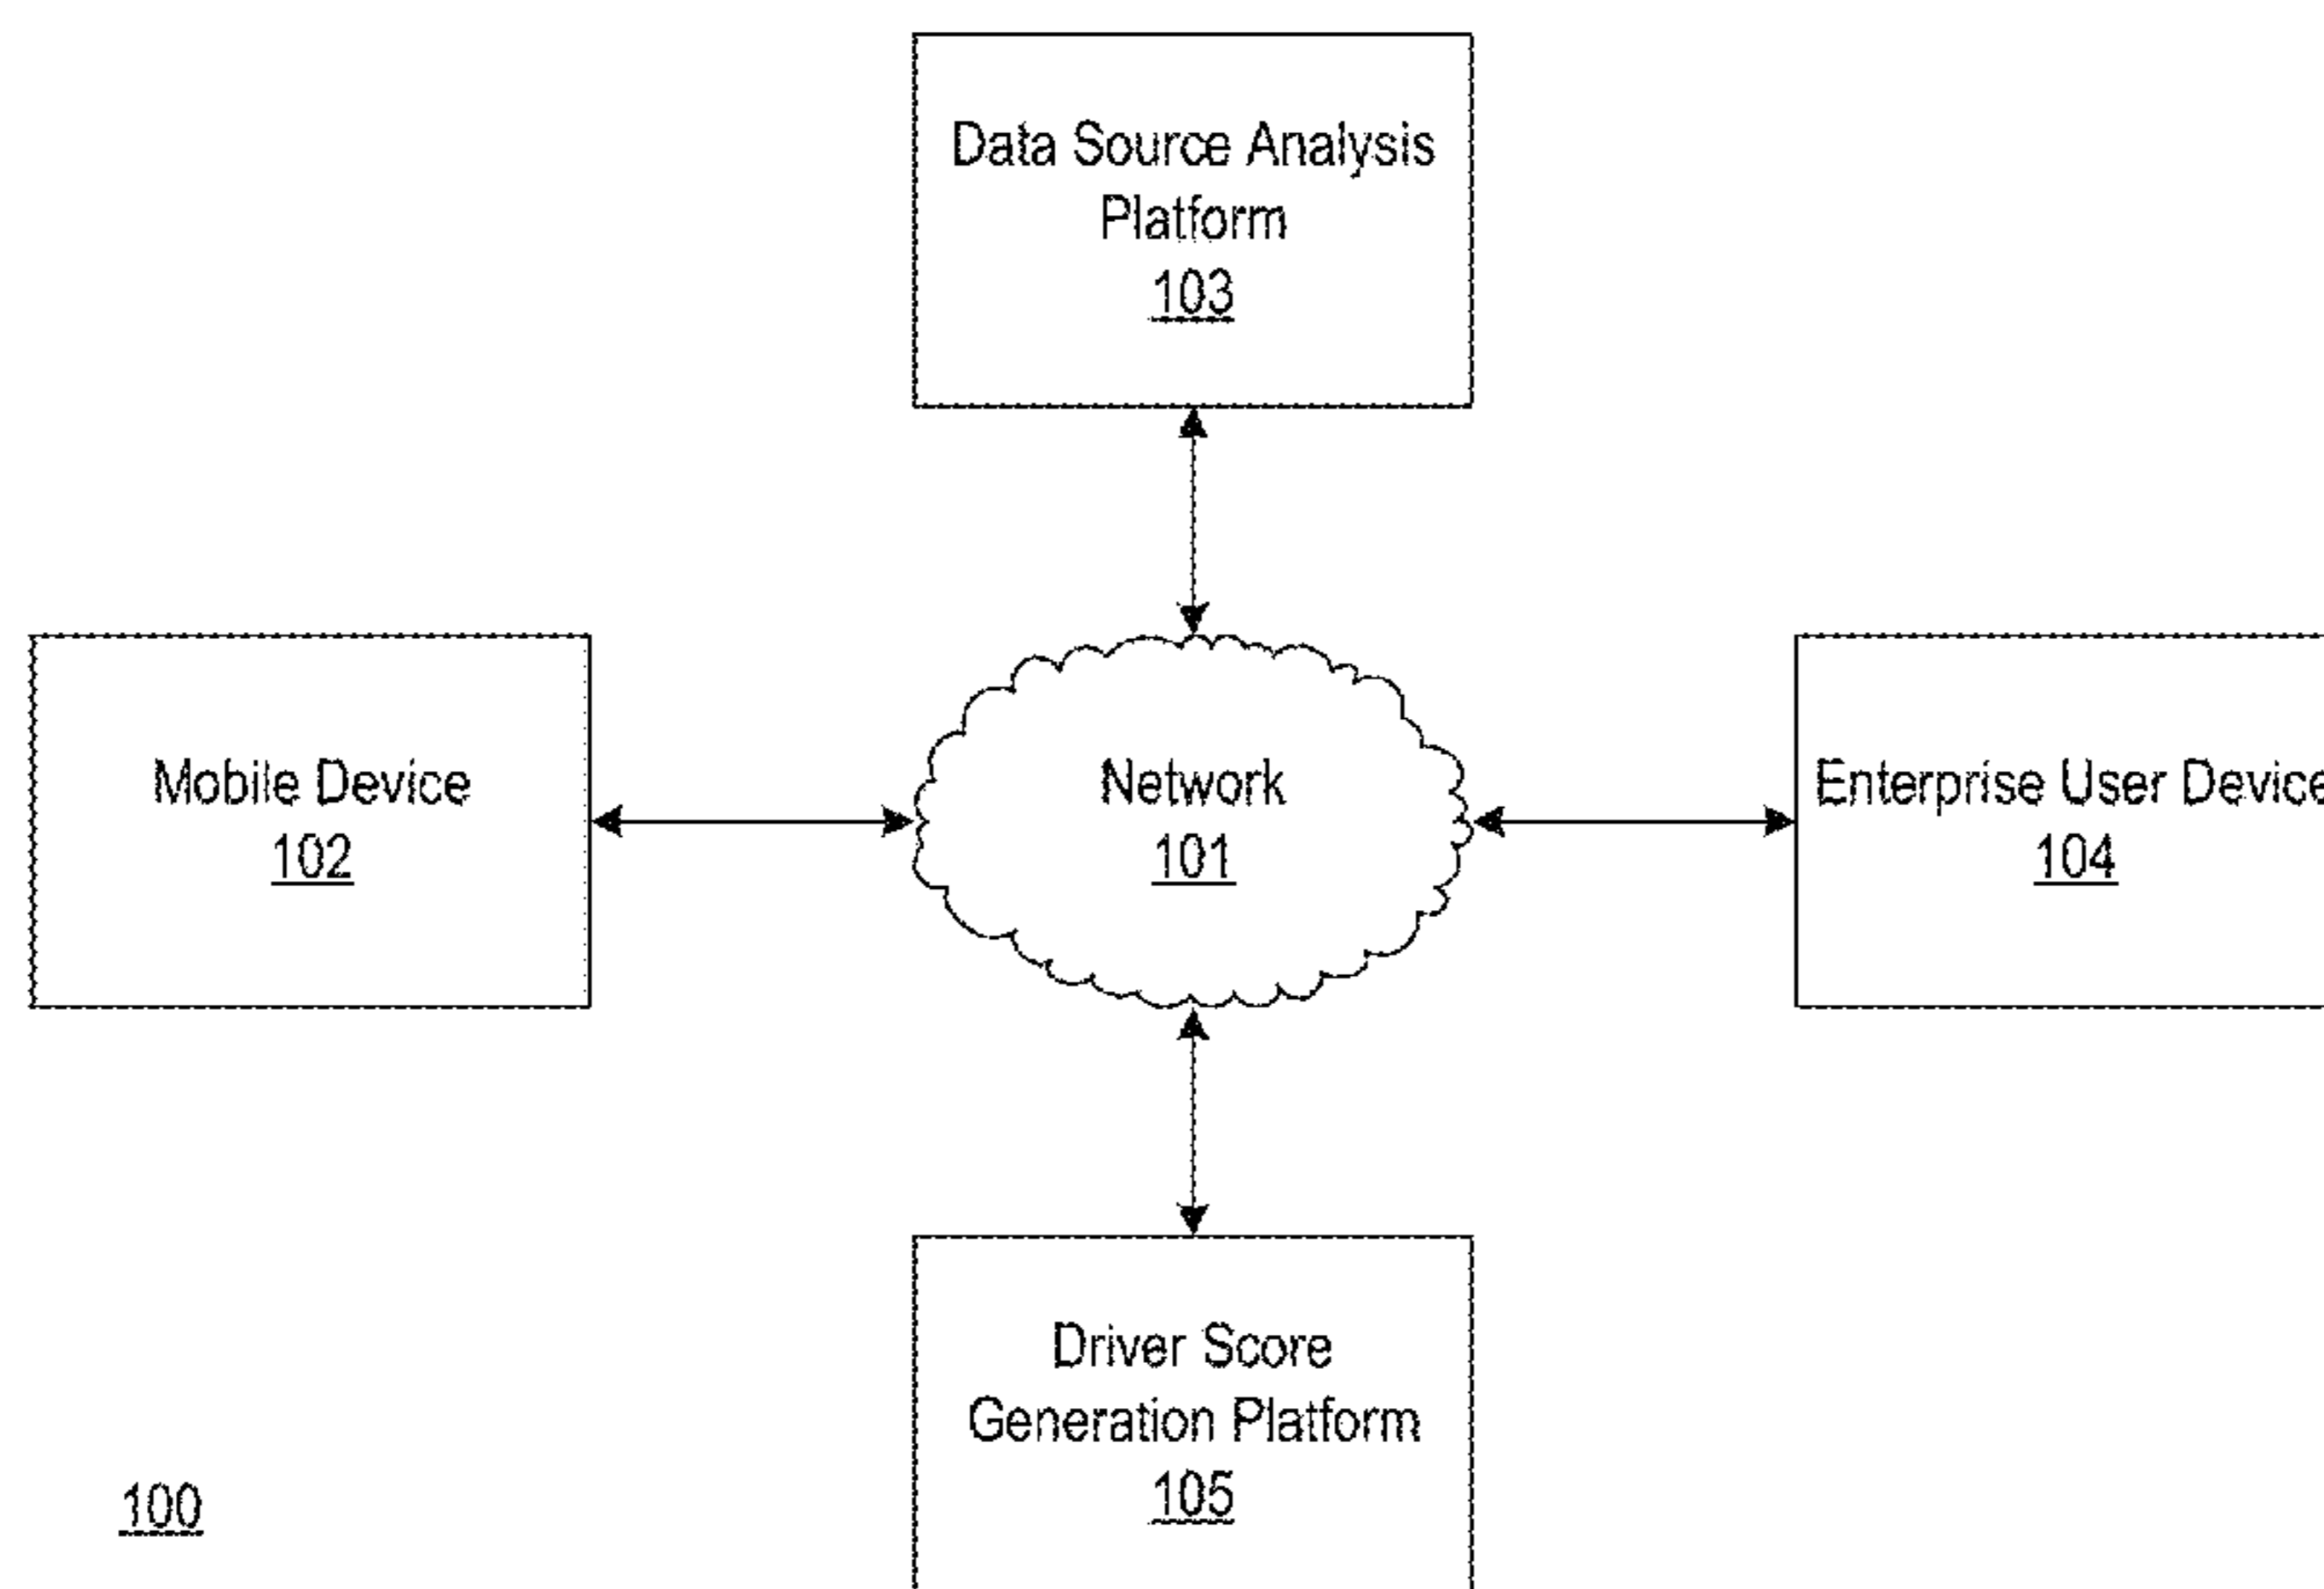 Data Source Analysis
Platform
103
Mobile Device
102
Network
101
Enterprise User Device
104
Driver Score
Generation Platform
105
100